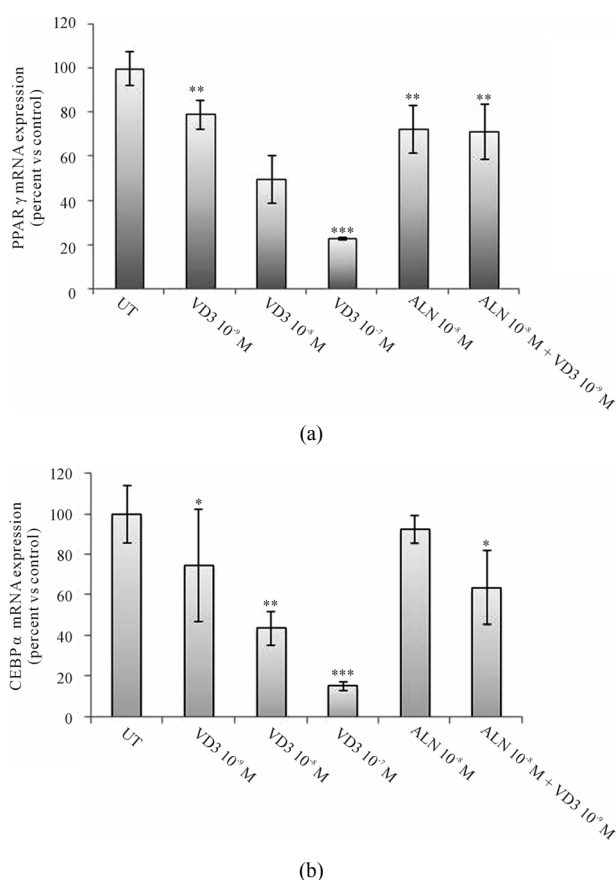 120
100
80
60
40
20
0
PPAR γ mRNA expression
(percent vs control)
**
***
**
**
UT
VD3 10⁻⁹ M
VD3 10⁻⁸ M
VD3 10⁻⁷ M
ALN 10⁻⁸ M
ALN 10⁻⁸ M + VD3 10⁻⁹ M
(a)
120
100
80
60
40
20
0
CEBP α mRNA expression
(percent vs control)
*
**
***
*
UT
VD3 10⁻⁹ M
VD3 10⁻⁸ M
VD3 10⁻⁷ M
ALN 10⁻⁸ M
ALN 10⁻⁸ M + VD3 10⁻⁹ M
(b)